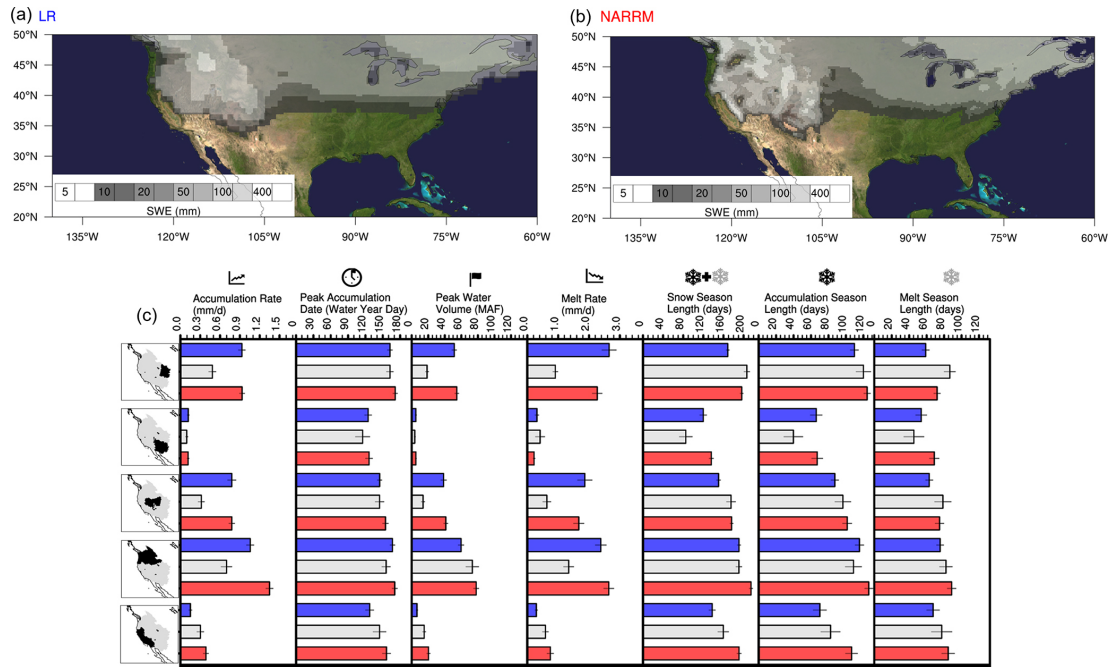 (a) LR
50°N
45°N
40°N
35°N
30°N
25°N
20°N
5 10 20 50 100 400
SWE (mm)
135°W 120°W 105°W 90°W 75°W 60°W
(b) NARRM
50°N
45°N
40°N
35°N
30°N
25°N
20°N
5 10 20 50 100 400
SWE (mm)
135°W 120°W 105°W 90°W 75°W 60°W
(c)
Accumulation Rate
(mm/d)
0.0 0.3 0.6 0.9 1.2 1.5
Peak Accumulation
Date (Water Year Day)
0 30 60 90 120 150 180
Peak Water
Volume (MAF)
0 20 40 60 80 100 120
Melt Rate
(mm/d)
0.0 1.0 2.0 3.0
Snow Season
Length (days)
0 40 80 120 160 200
Accumulation Season
Length (days)
0 20 40 60 80 100 120
Melt Season
Length (days)
0 20 40 60 80 100 120